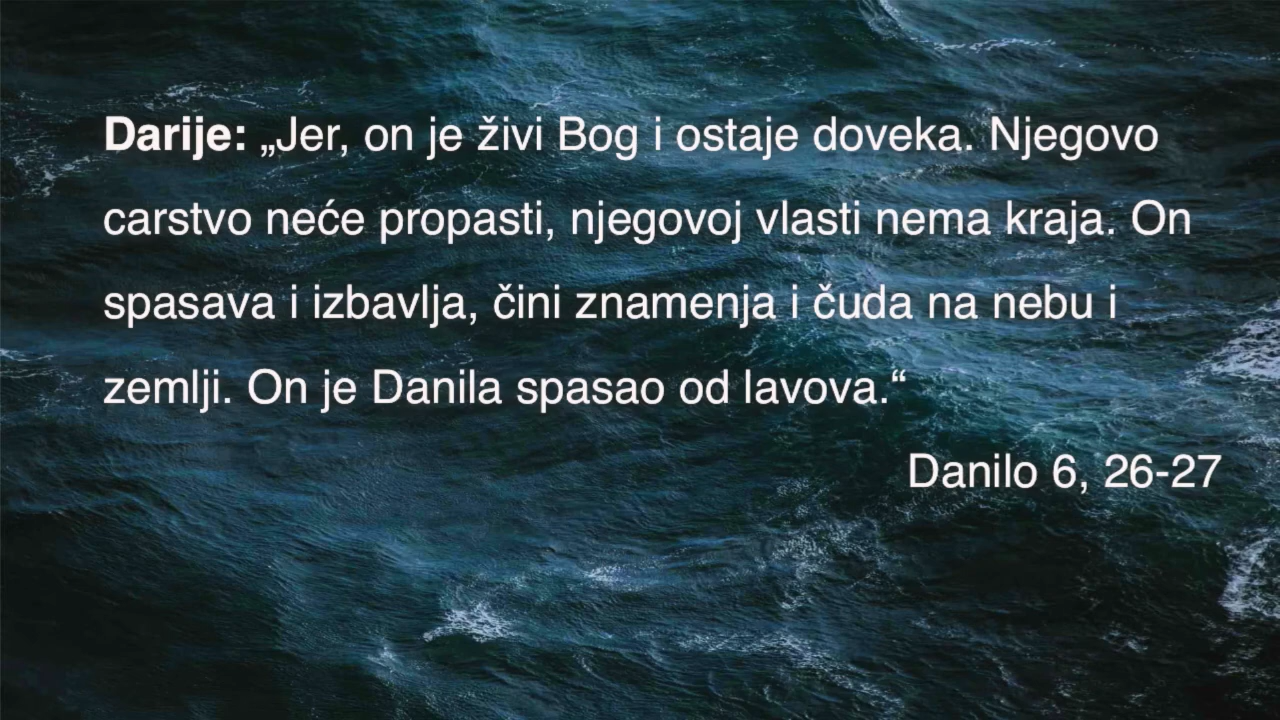 Darije: „Jer, on je živi Bog i ostaje doveka. Njegovo
carstvo neće propasti, njegovoj vlasti nema kraja. On
spasava i izbavlja, čini znamenja i čuda na nebu i
zemlji. On je Danila spasao od lavova.“
Danilo 6, 26-27